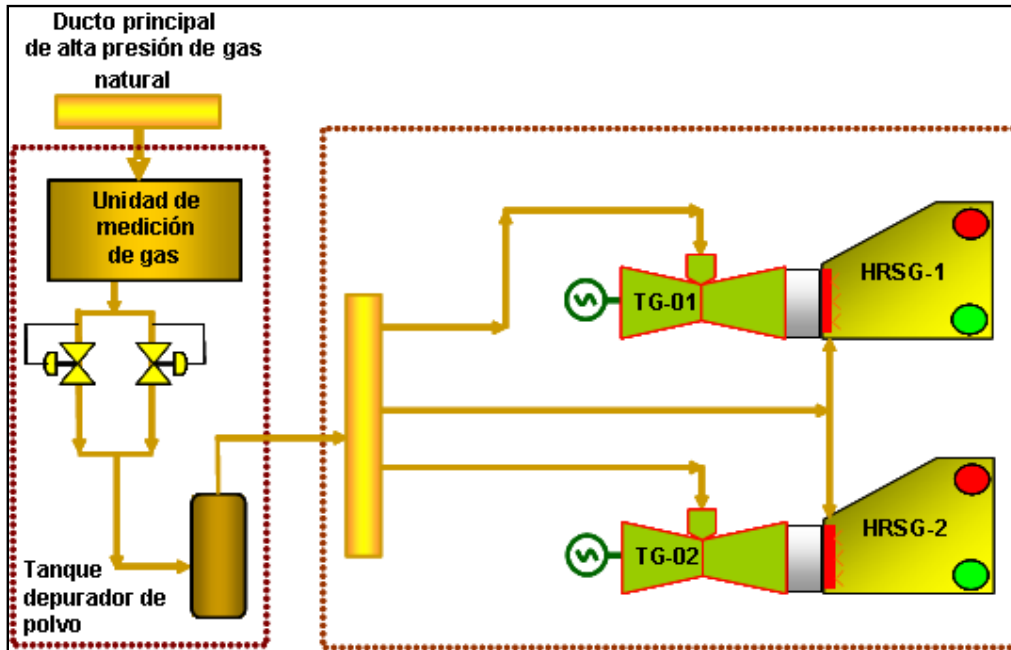 Ducto principal
de alta presión de gas
natural
Unidad de
medición
de gas
TG-01
HRSG-1
TG-02
HRSG-2
Tanque
depurador de
polvo